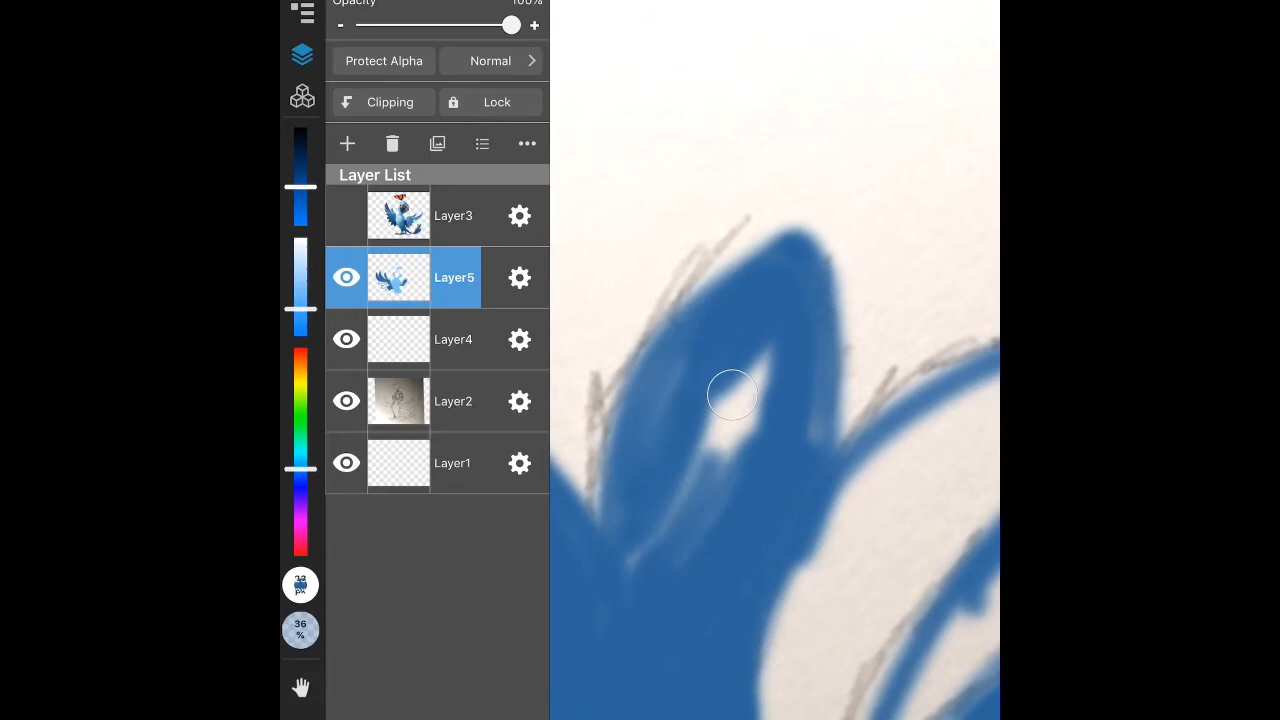 Opacity 100%
- +
Protect Alpha Normal
Clipping Lock
Layer List
Layer3
Layer5
Layer4
Layer2
Layer1
36
%